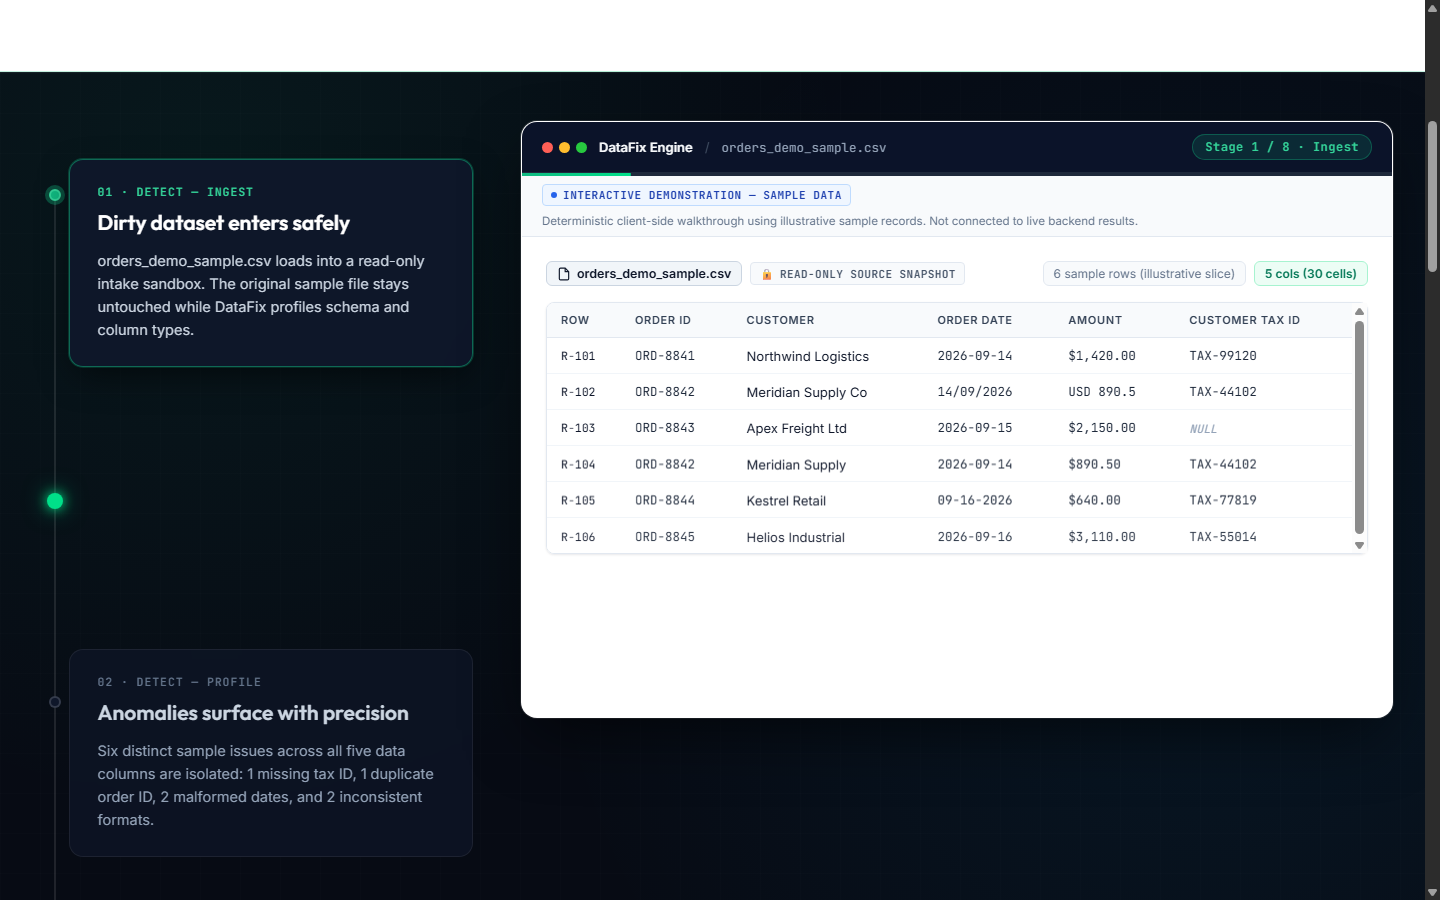 01 · DETECT — INGEST
Dirty dataset enters safely
orders_demo_sample.csv loads into a read-only
intake sandbox. The original sample file stays
untouched while DataFix profiles schema and
column types.
02 · DETECT — PROFILE
Anomalies surface with precision
Six distinct sample issues across all five data
columns are isolated: 1 missing tax ID, 1 duplicate
order ID, 2 malformed dates, and 2 inconsistent
formats.
DataFix Engine / orders_demo_sample.csv Stage 1 / 8 · Ingest
INTERACTIVE DEMONSTRATION — SAMPLE DATA
Deterministic client-side walkthrough using illustrative sample records. Not connected to live backend results.
orders_demo_sample.csv READ-ONLY SOURCE SNAPSHOT 6 sample rows (illustrative slice) 5 cols (30 cells)
ROW ORDER ID CUSTOMER ORDER DATE AMOUNT CUSTOMER TAX ID
R-101 ORD-8841 Northwind Logistics 2026-09-14 $1,420.00 TAX-99120
R-102 ORD-8842 Meridian Supply Co 14/09/2026 USD 890.5 TAX-44102
R-103 ORD-8843 Apex Freight Ltd 2026-09-15 $2,150.00 NULL
R-104 ORD-8842 Meridian Supply 2026-09-14 $890.50 TAX-44102
R-105 ORD-8844 Kestrel Retail 09-16-2026 $640.00 TAX-77819
R-106 ORD-8845 Helios Industrial 2026-09-16 $3,110.00 TAX-55014